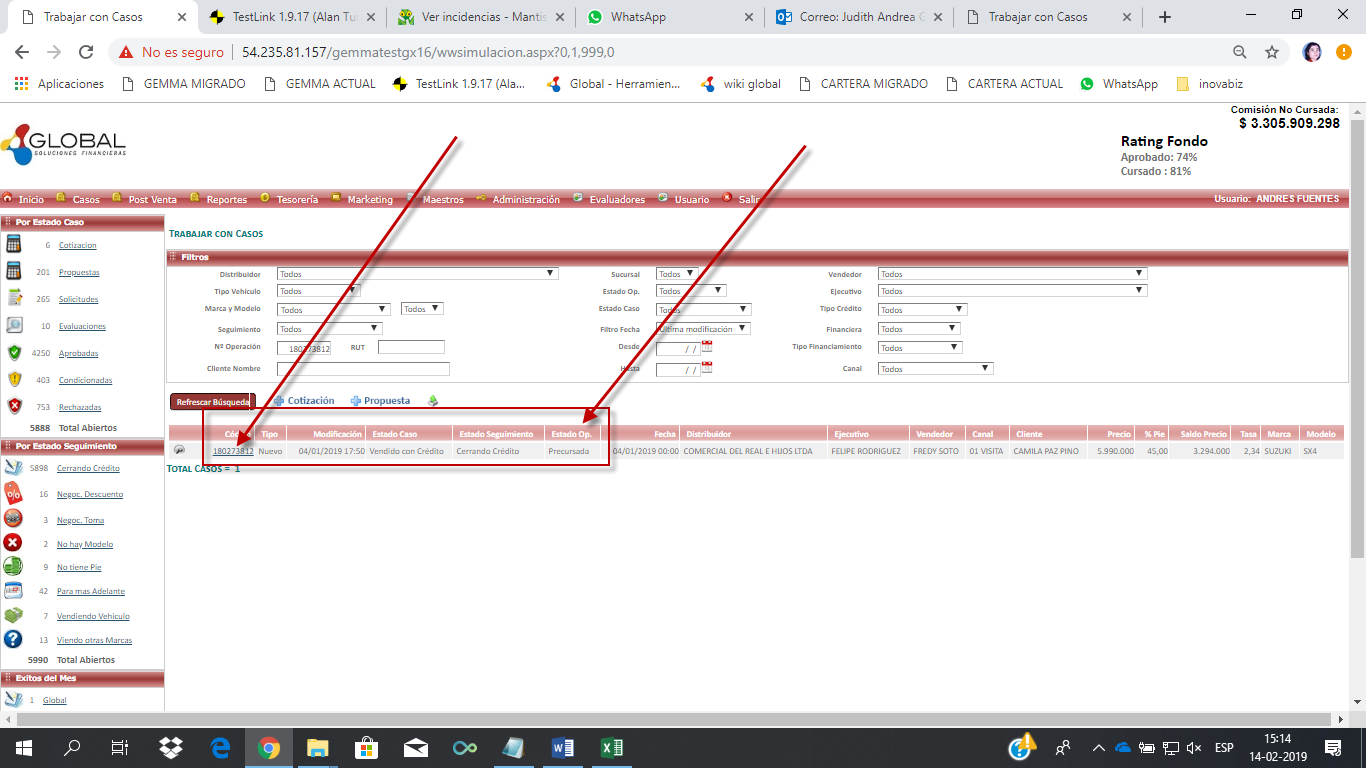 Trabajar con Casos
TestLink 1.9.17 (Alan Tu
Ver incidencias - Mantis
WhatsApp
Correo: Judith Andrea G
Trabajar con Casos
No es seguro | 54.235.81.157/gemmatestgx16/wwsimulacion.aspx?0,1,999,0
Aplicaciones GEMMA MIGRADO GEMMA ACTUAL TestLink 1.9.17 (Ala... Global - Herramien... wiki global CARTERA MIGRADO CARTERA ACTUAL WhatsApp inovabiz
Comisión No Cursada:
$ 3.305.909.298
GLOBAL
SOLUCIONES FINANCIERAS
Rating Fondo
Aprobado: 74%
Cursado : 81%
Inicio Casos Post Venta Reportes Tesorería Marketing Maestros Administración Evaluadores Usuario Salir Usuario: ANDRES FUENTES
Por Estado Caso
6 Cotizacion
201 Propuestas
265 Solicitudes
10 Evaluaciones
4250 Aprobadas
403 Condicionadas
753 Rechazadas
5888 Total Abiertos
Por Estado Seguimiento
5898 Cerrando Crédito
16 Negoc. Descuento
3 Negoc. Toma
2 No hay Modelo
9 No tiene Pie
42 Para mas Adelante
7 Vendiendo Vehículo
13 Viendo otras Marcas
5990 Total Abiertos
Exitos del Mes
1 Global
TRABAJAR CON CASOS
Filtros
Distribuidor Todos Sucursal Todos Vendedor Todos
Tipo Vehículo Todos Estado Op. Todos Ejecutivo Todos
Marca y Modelo Todos Todos Estado Caso Todos Tipo Crédito Todos
Seguimiento Todos Filtro Fecha Última modificación Financiera Todos
Nº Operación 180273812 RUT Desde / / Tipo Financiamiento Todos
Cliente Nombre Hasta / / Canal Todos
Refrescar Búsqueda Cotización Propuesta
Tipo Modificación Estado Caso Estado Seguimiento Estado Op. Fecha Distribuidor Ejecutivo Vendedor Canal Cliente Precio % Pie Saldo Precio Tasa Marca Modelo
180273812 Nuevo 04/01/2019 17:50 Vendido con Crédito Cerrando Crédito Precursada 04/01/2019 00:00 COMERCIAL DEL REAL E HIJOS LTDA FELIPE RODRIGUEZ FREDY SOTO 01 VISITA CAMILA PAZ PINO 5.990.000 45,00 3.294.000 2,34 SUZUKI SX4
TOTAL CASOS = 1
ESP
15:14
14-02-2019